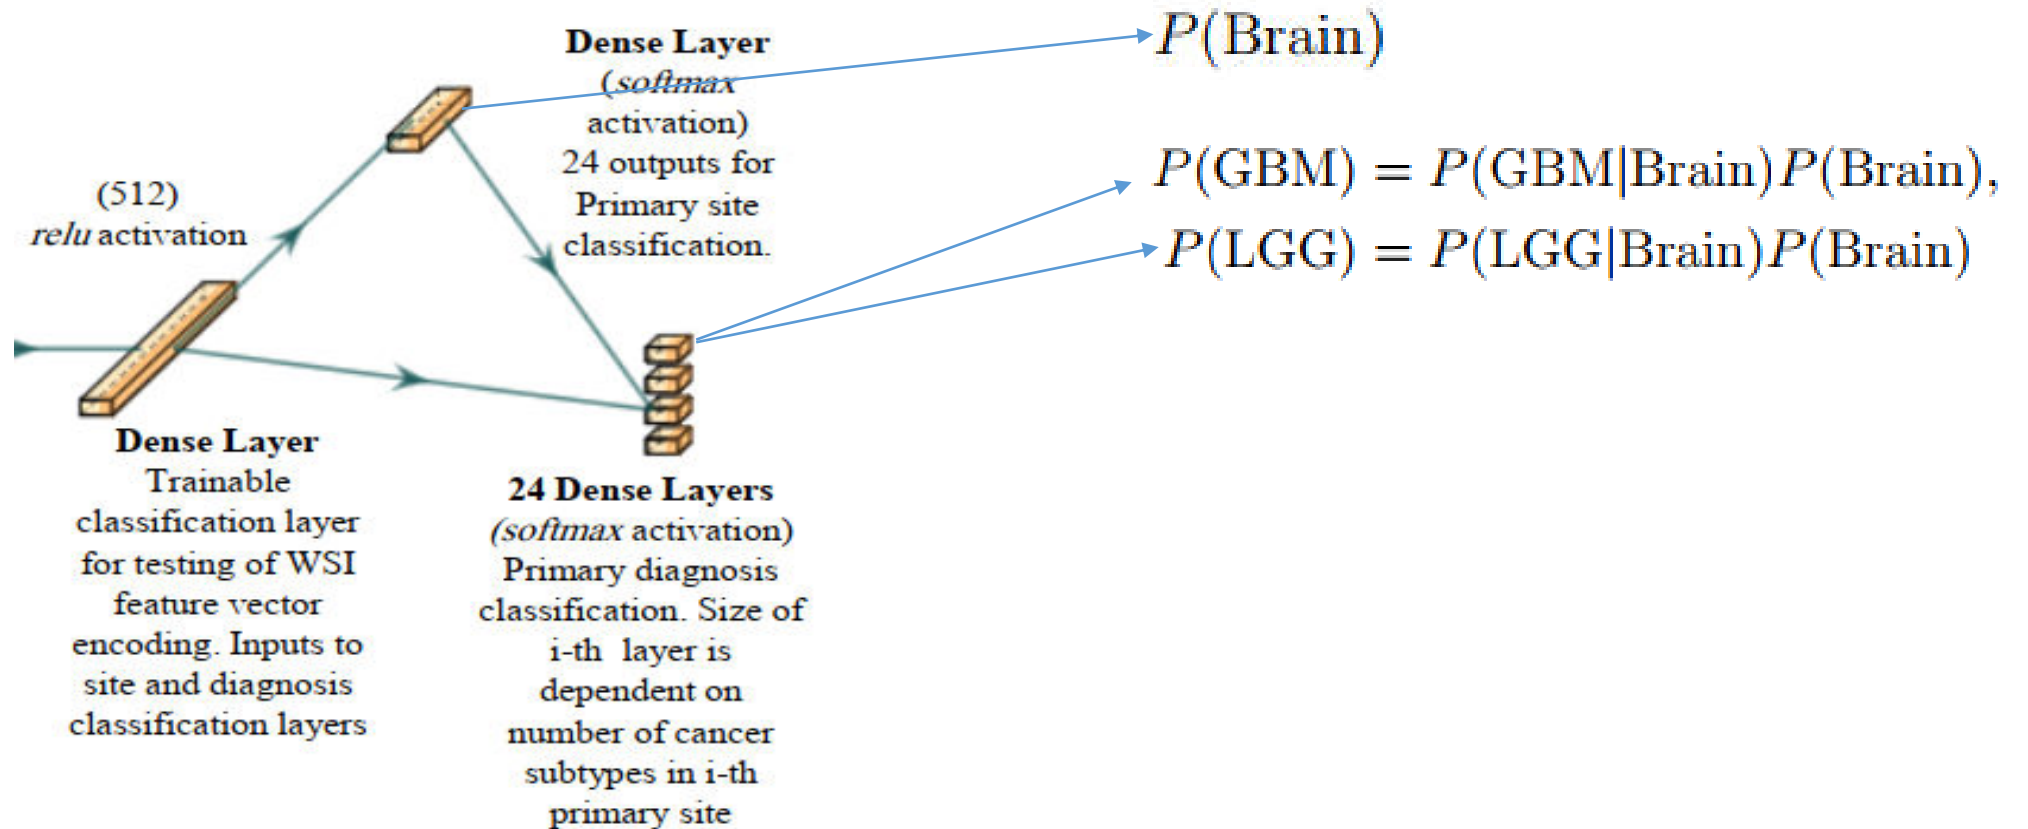 Dense Layer
(softmax
activation)
24 outputs for
Primary site
classification.
(512)
relu activation
Dense Layer
Trainable
classification layer
for testing of WSI
feature vector
encoding. Inputs to
site and diagnosis
classification layers
24 Dense Layers
(softmax activation)
Primary diagnosis
classification. Size of
i-th layer is
dependent on
number of cancer
subtypes in i-th
primary site
P(Brain)
P(GBM) = P(GBM|Brain)P(Brain),
P(LGG) = P(LGG|Brain)P(Brain)